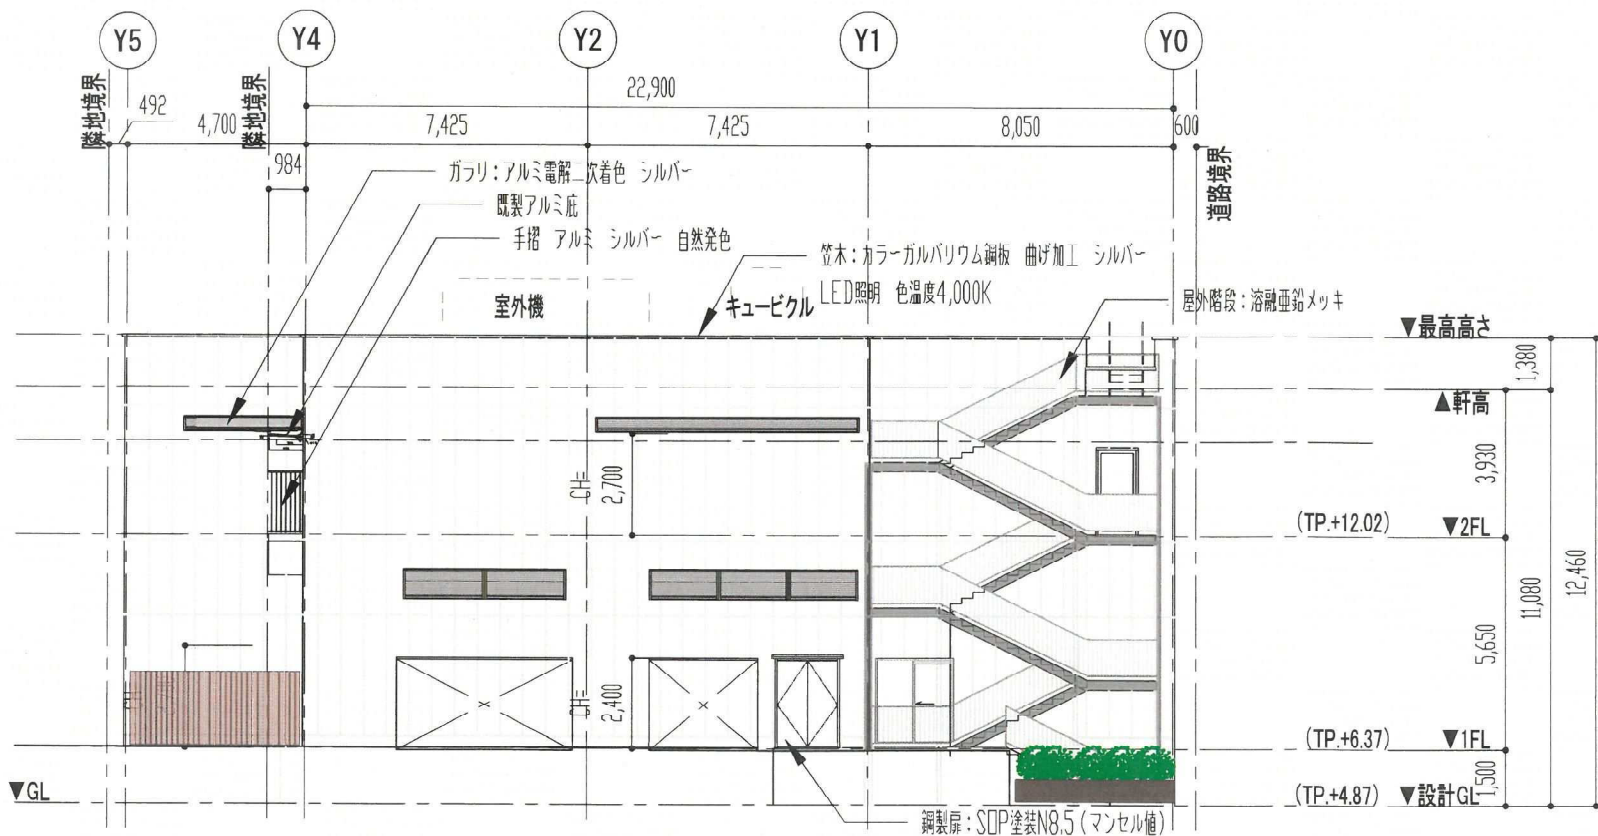 Y5
Y4
Y2
Y1
Y0
隣地境界
492
4,700
隣地境界
984
22,900
7,425
7,425
8,050
600
道路境界
ガラリ:アルミ電解二次着色 シルバー
既製アルミ庇
手摺 アルミ シルバー 自然発色
笠木:カラーガルバリウム鋼板 曲げ加工 シルバー
LED照明 色温度4,000K
屋外階段:溶融亜鉛メッキ
室外機
キュービクル
▼最高高さ
1,380
▲軒高
3,930
CH=
2,700
(TP.+12.02) ▼2FL
12,460
11,080
5,650
CH=
2,400
(TP.+6.37) ▼1FL
1,500
▼GL
(TP.+4.87) ▼設計GL
鋼製扉:SOP塗装N8.5(マンセル値)